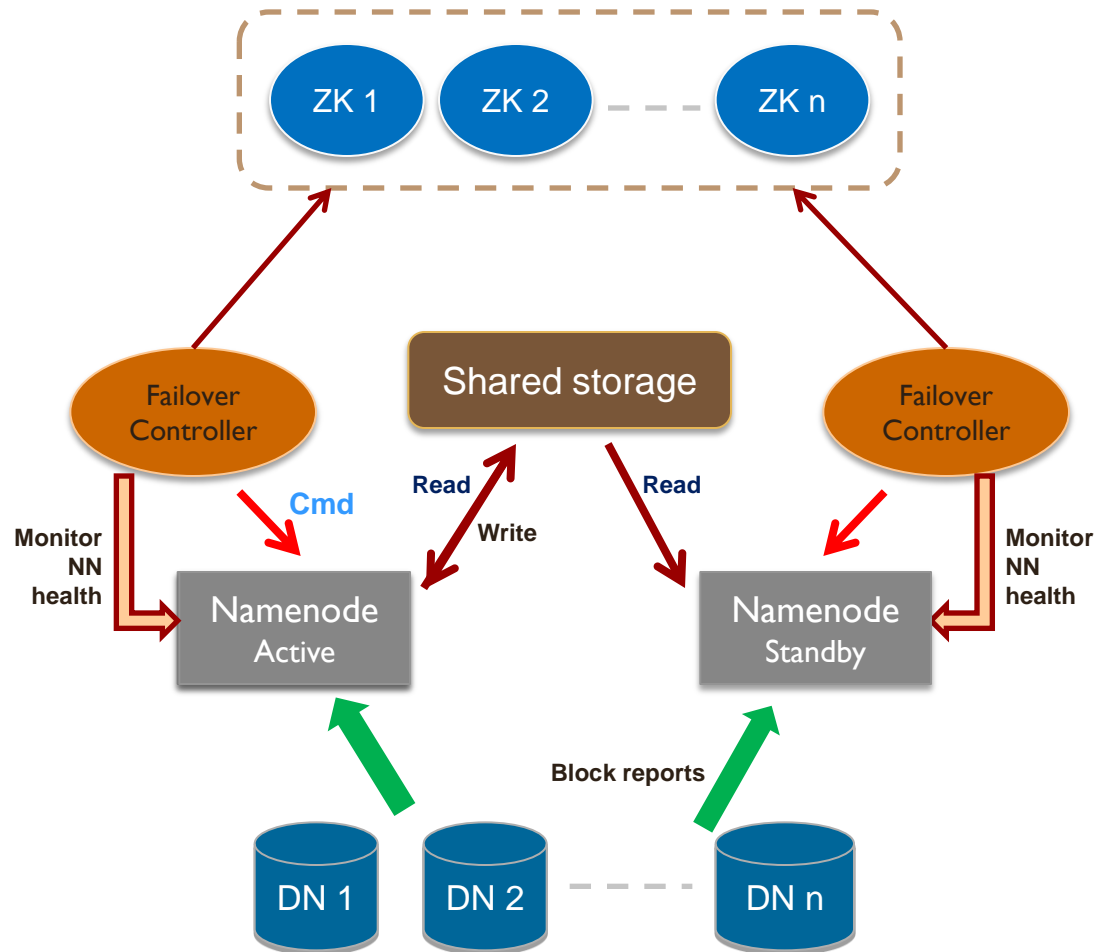 ZK 1
ZK 2
ZK n
Failover
Controller
Shared storage
Failover
Controller
Cmd
Read
Write
Read
Monitor
NN
health
Monitor
NN
health
Namenode
Active
Namenode
Standby
Block reports
DN 1
DN 2
DN n